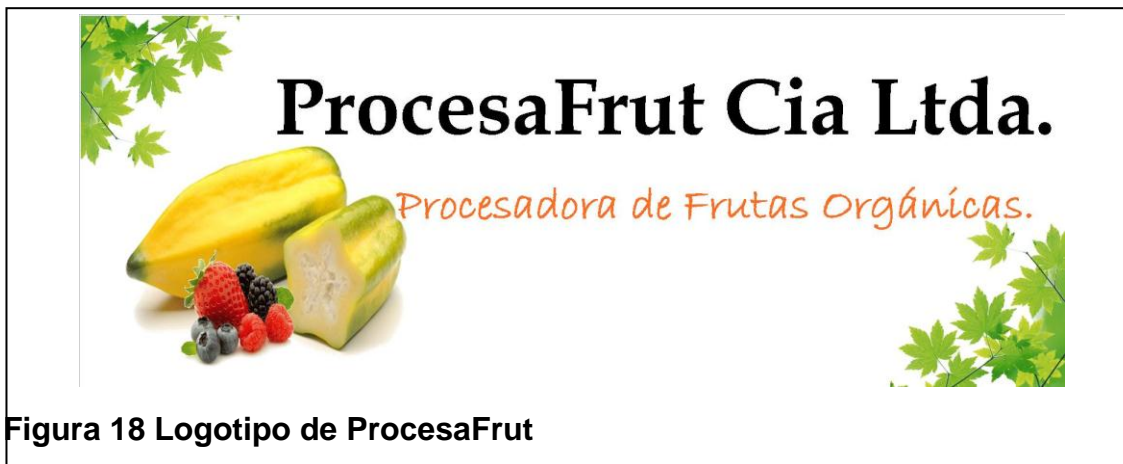 ProcesaFrut Cia Ltda.
Procesadora de Frutas Orgánicas.
Figura 18 Logotipo de ProcesaFrut